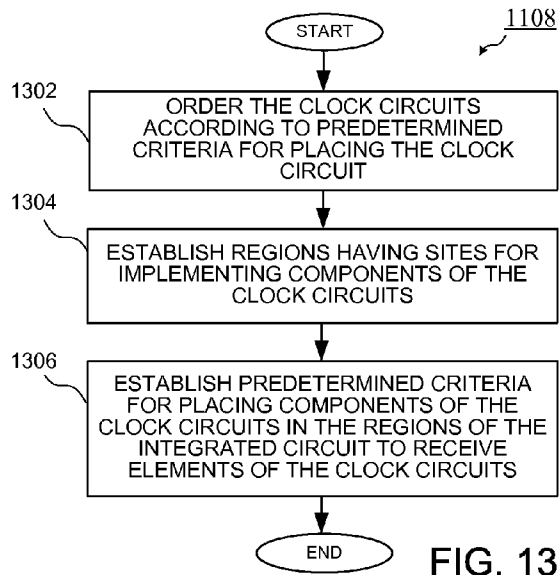 START
1108
1302
ORDER THE CLOCK CIRCUITS
ACCORDING TO PREDETERMINED
CRITERIA FOR PLACING THE CLOCK
CIRCUIT
1304
ESTABLISH REGIONS HAVING SITES FOR
IMPLEMENTING COMPONENTS OF THE
CLOCK CIRCUITS
1306
ESTABLISH PREDETERMINED CRITERIA
FOR PLACING COMPONENTS OF THE
CLOCK CIRCUITS IN THE REGIONS OF THE
INTEGRATED CIRCUIT TO RECEIVE
ELEMENTS OF THE CLOCK CIRCUITS
END
FIG. 13